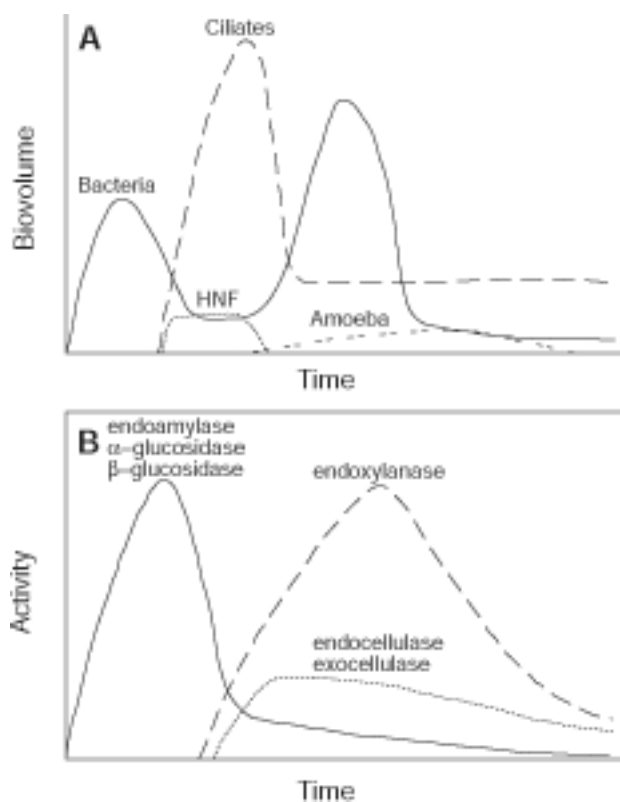 A
Ciliates
Bacteria
HNF
Amoeba
Biovolume
Time
B
endoamylase
α-glucosidase
β-glucosidase
endoxylanase
endocellulase
exocellulase
Activity
Time